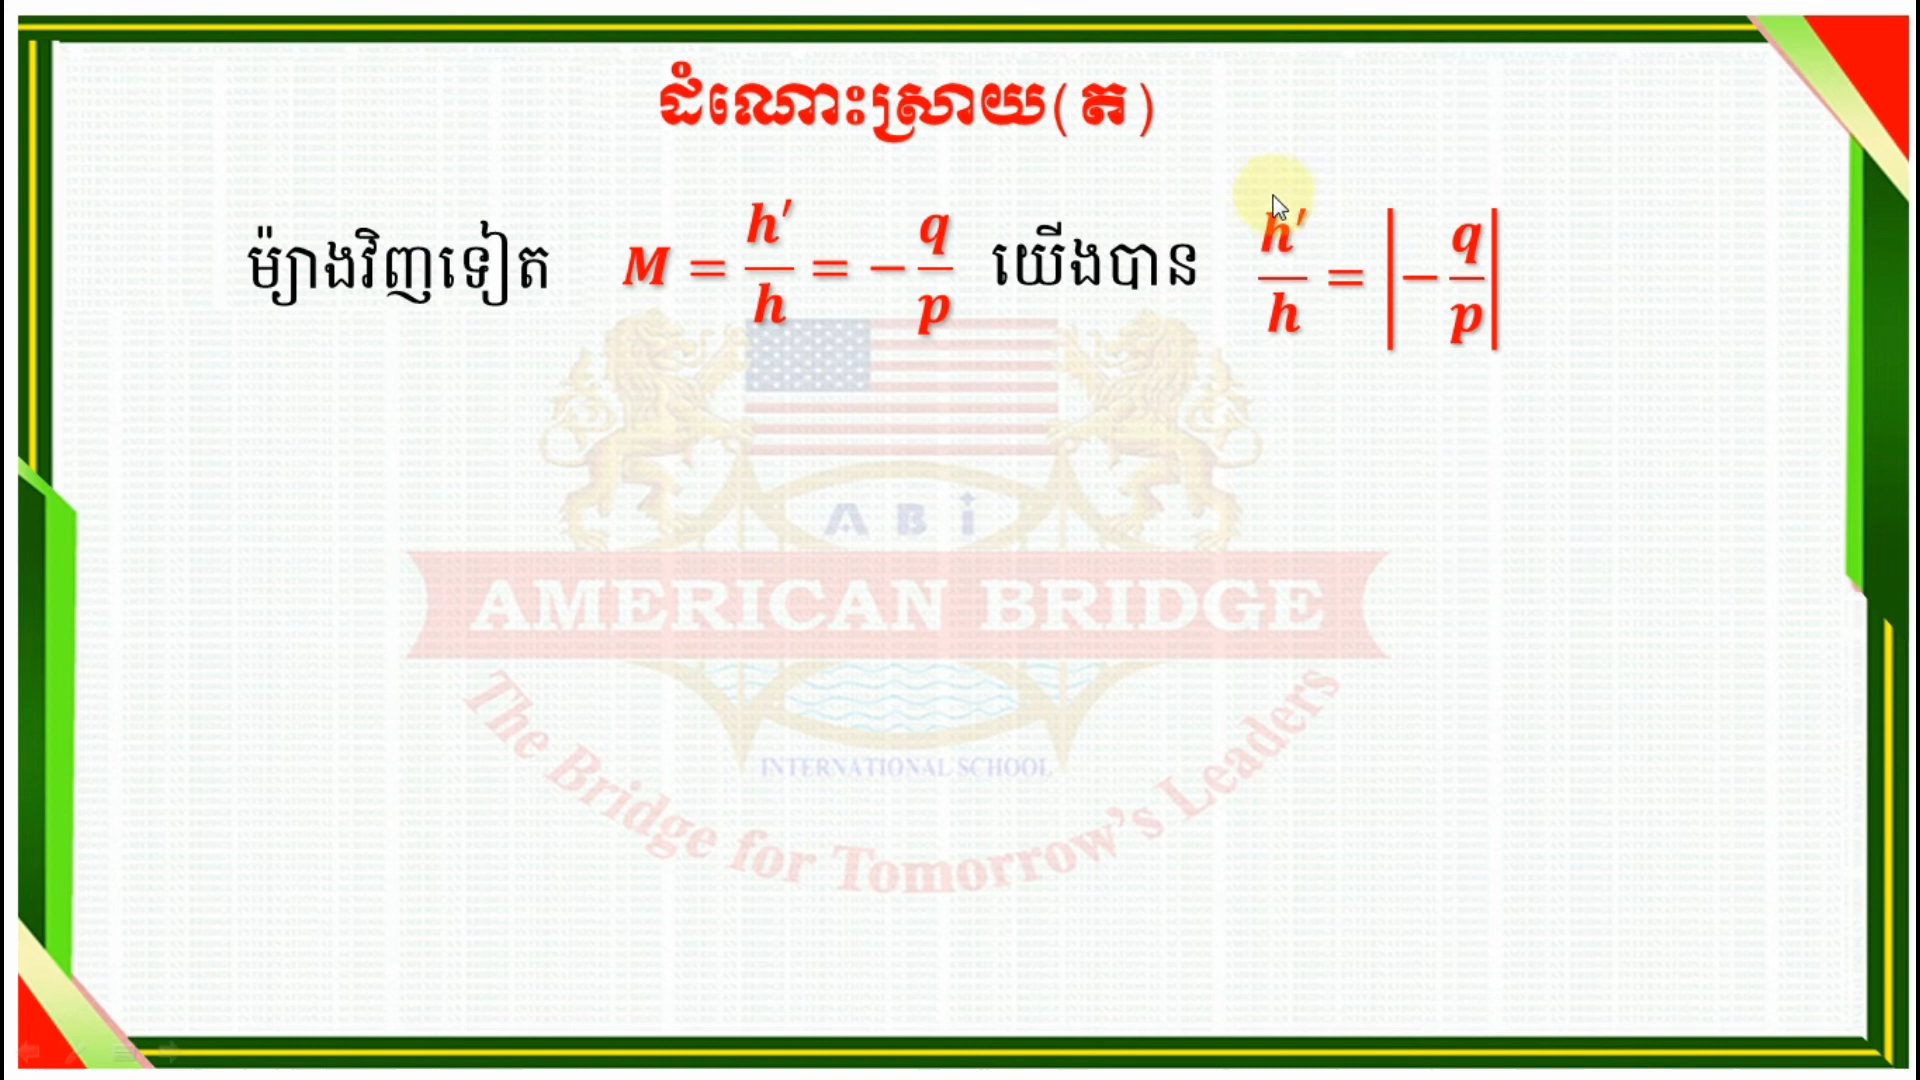 ដំណោះស្រាយ(ត)
ម៉្យាងវិញទៀត M = h′/h = −q/p យើងបាន h′/h = |−q/p|
ABi
AMERICAN BRIDGE
INTERNATIONAL SCHOOL
The Bridge for Tomorrow’s Leaders